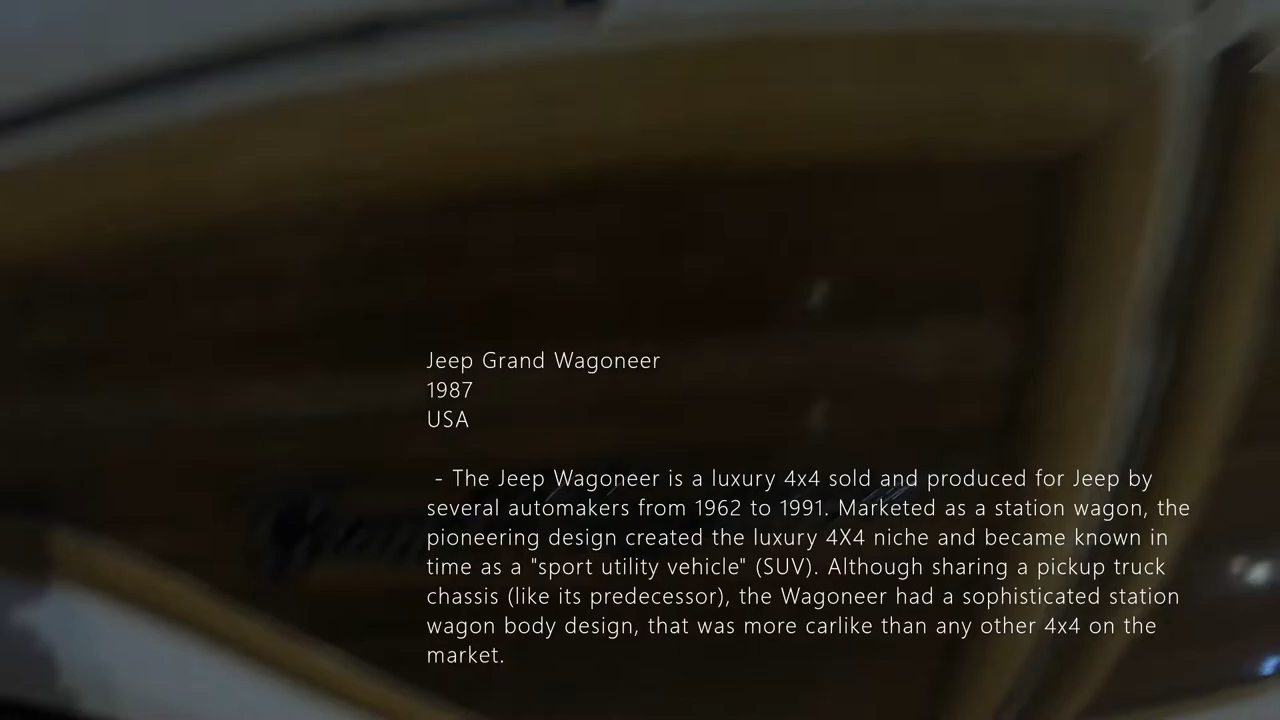 Jeep Grand Wagoneer
1987
USA
- The Jeep Wagoneer is a luxury 4x4 sold and produced for Jeep by
several automakers from 1962 to 1991. Marketed as a station wagon, the
pioneering design created the luxury 4X4 niche and became known in
time as a "sport utility vehicle" (SUV). Although sharing a pickup truck
chassis (like its predecessor), the Wagoneer had a sophisticated station
wagon body design, that was more carlike than any other 4x4 on the
market.